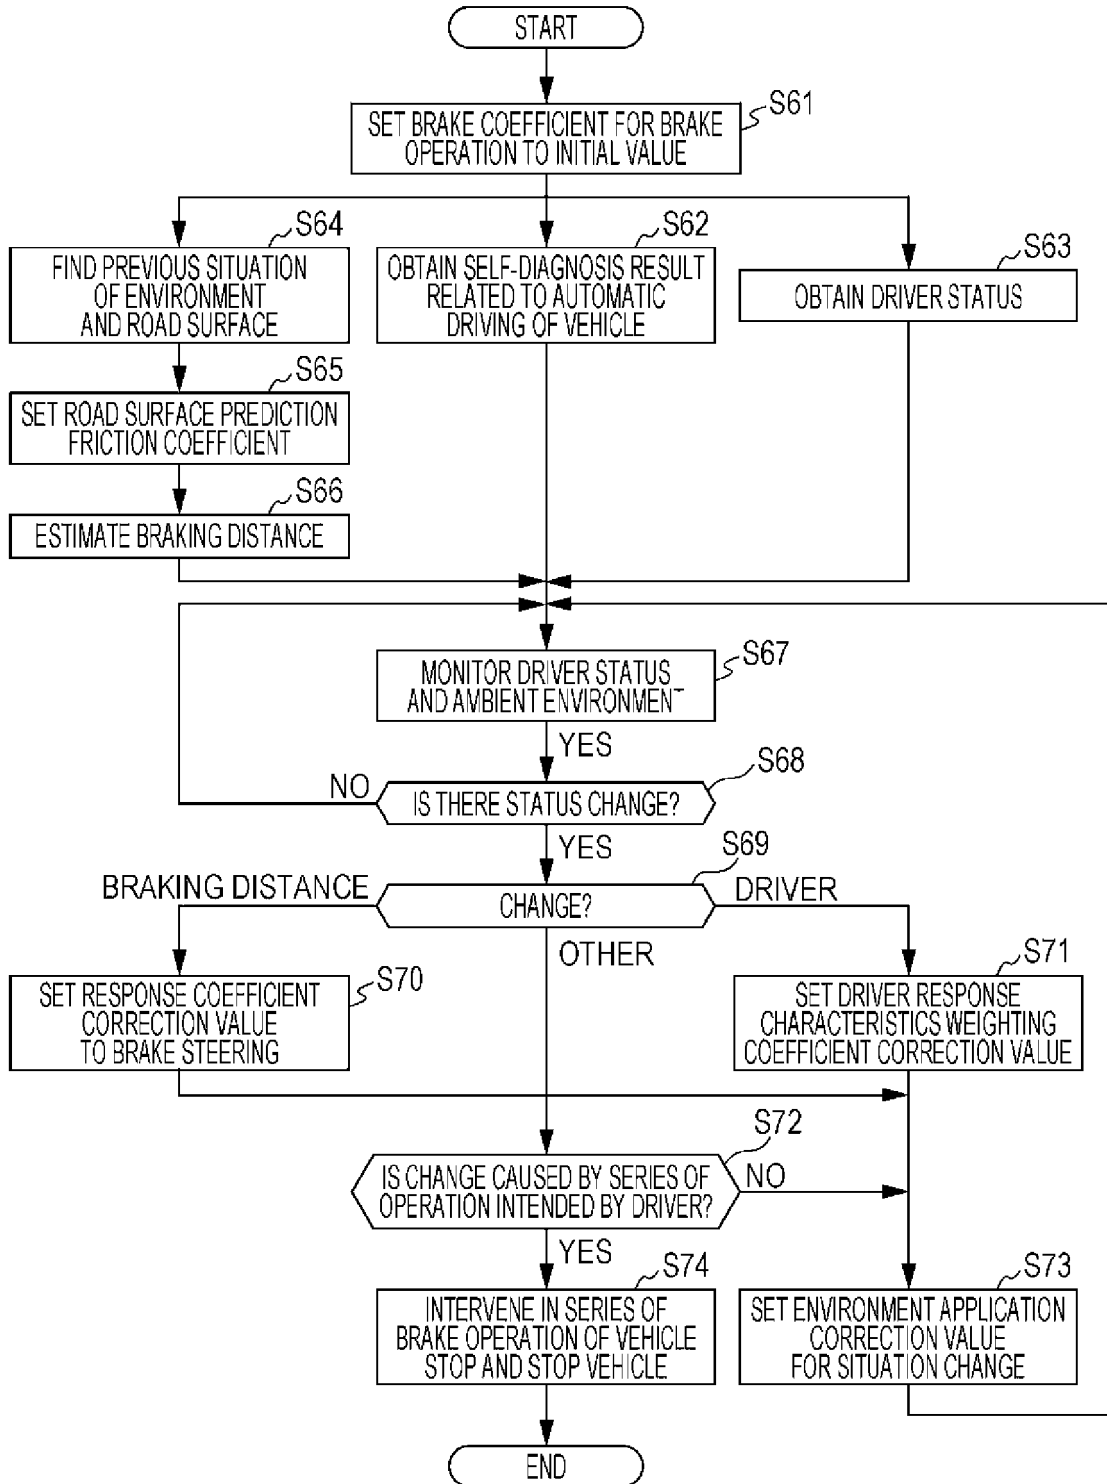 START
S61
SET BRAKE COEFFICIENT FOR BRAKE
OPERATION TO INITIAL VALUE
S64
FIND PREVIOUS SITUATION
OF ENVIRONMENT
AND ROAD SURFACE
S62
OBTAIN SELF-DIAGNOSIS RESULT
RELATED TO AUTOMATIC
DRIVING OF VEHICLE
S63
OBTAIN DRIVER STATUS
S65
SET ROAD SURFACE PREDICTION
FRICTION COEFFICIENT
S66
ESTIMATE BRAKING DISTANCE
S67
MONITOR DRIVER STATUS
AND AMBIENT ENVIRONMENT
YES
S68
NO
IS THERE STATUS CHANGE?
YES
S69
BRAKING DISTANCE
CHANGE?
DRIVER
OTHER
S70
SET RESPONSE COEFFICIENT
CORRECTION VALUE
TO BRAKE STEERING
S71
SET DRIVER RESPONSE
CHARACTERISTICS WEIGHTING
COEFFICIENT CORRECTION VALUE
S72
IS CHANGE CAUSED BY SERIES OF
OPERATION INTENDED BY DRIVER?
NO
YES
S74
INTERVENE IN SERIES OF
BRAKE OPERATION OF VEHICLE
STOP AND STOP VEHICLE
S73
SET ENVIRONMENT APPLICATION
CORRECTION VALUE
FOR SITUATION CHANGE
END